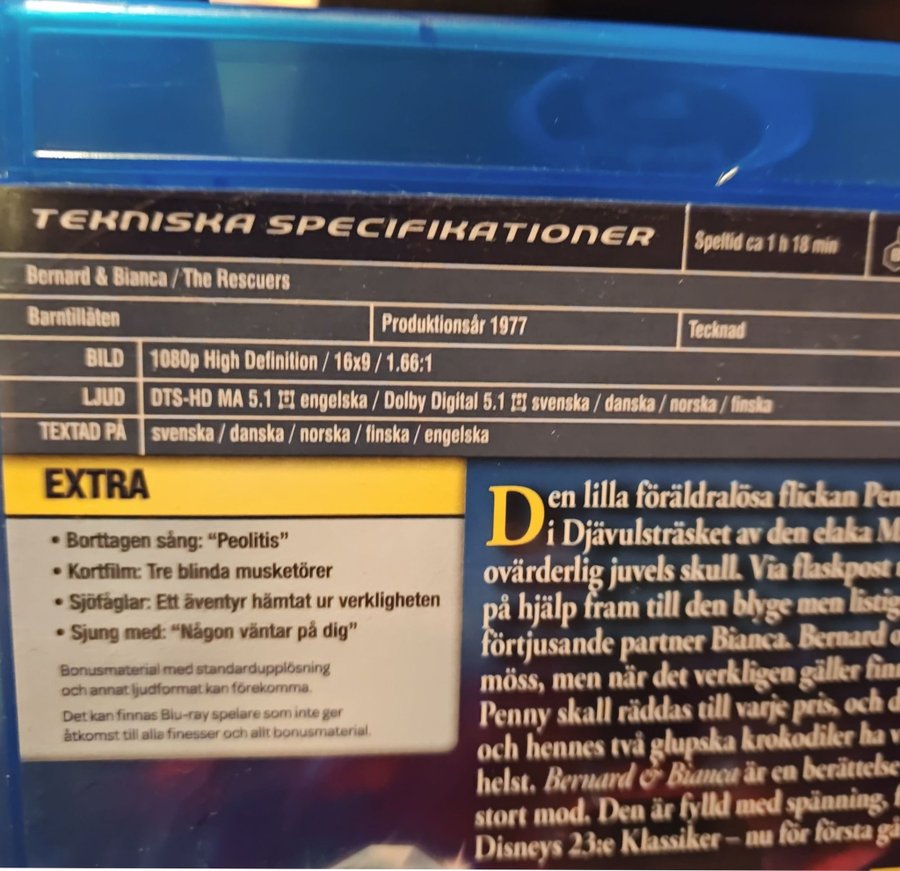 TEKNISKA SPECIFIKATIONER
Speltid ca 1 h 18 min
Bernard & Bianca / The Rescuers
Barntillåten
Produktionsår 1977
Tecknad
BILD 1080p High Definition / 16x9 / 1.66:1
LJUD DTS-HD MA 5.1 engelska / Dolby Digital 5.1 svenska / danska / norska / finska
TEXTAD PÅ svenska / danska / norska / finska / engelska
EXTRA
• Borttagen sång: "Peolitis"
• Kortfilm: Tre blinda musketörer
• Sjöfåglar: Ett äventyr hämtat ur verkligheten
• Sjung med: "Någon väntar på dig"
Bonusmaterial med standardupplösning
och annat ljudformat kan förekomma.
Det kan finnas Blu-ray spelare som inte ger
åtkomst till alla finesser och allt bonusmaterial.
Den lilla föräldralösa flickan Pen
i Djävulsträsket av den elaka M
ovärderlig juvels skull. Via flaskpost
på hjälp fram till den blyge men listig
förtjusande partner Bianca. Bernard o
möss, men när det verkligen gäller fin
Penny skall räddas till varje pris, och d
och hennes två glupska krokodiler ha v
helst. Bernard & Bianca är en berättelse
stort mod. Den är fylld med spänning, f
Disneys 23:e Klassiker – nu för första gå